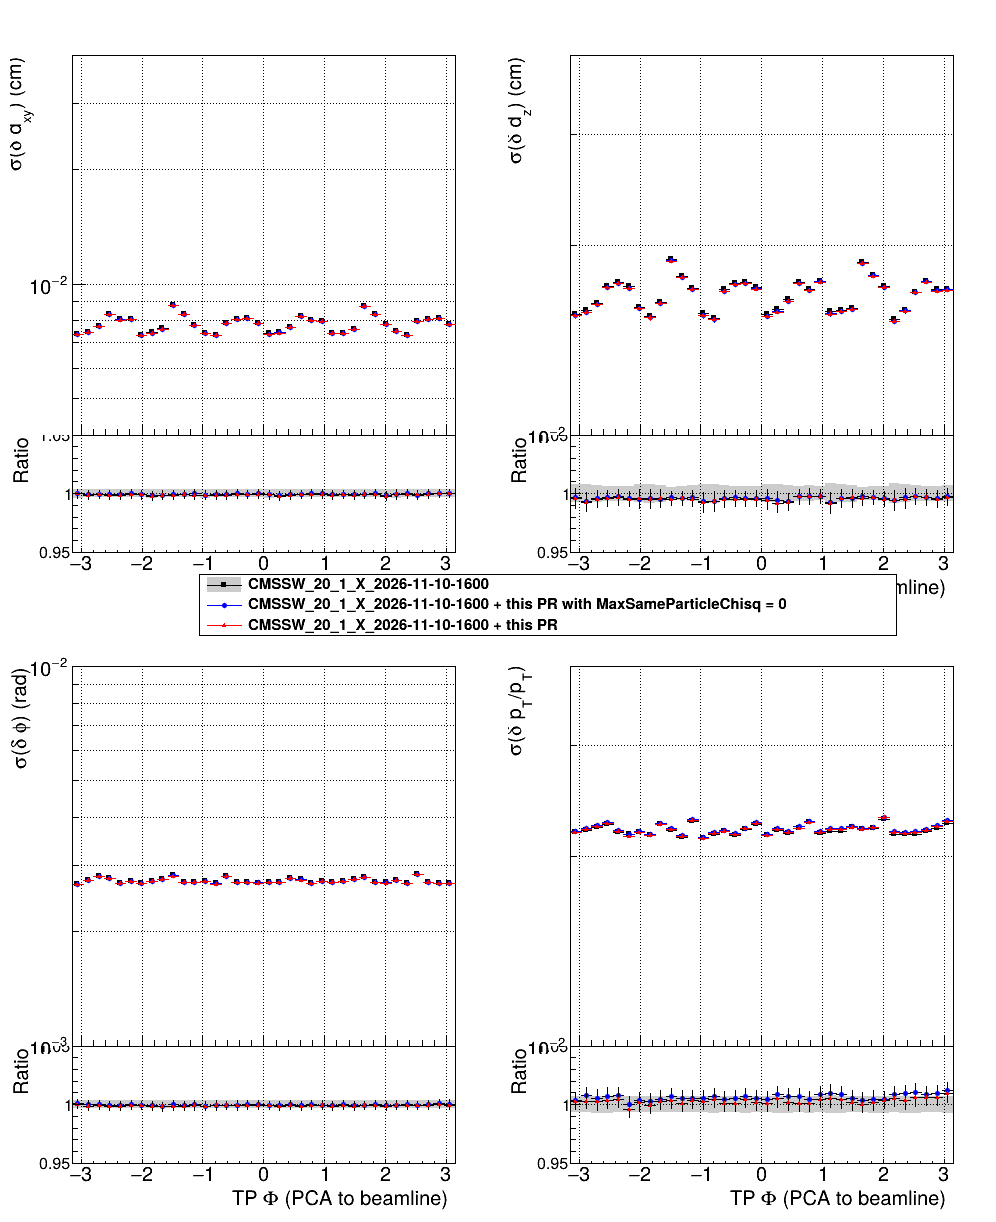 σ(δ d_xy) (cm)
10⁻²
Ratio
1
0.95
−3 −2 −1 0 1 2 3
σ(δ d_z) (cm)
Ratio
1
0.95
−3 −2 −1 0 1 2 3
mline)
CMSSW_20_1_X_2026-11-10-1600
CMSSW_20_1_X_2026-11-10-1600 + this PR with MaxSameParticleChisq = 0
CMSSW_20_1_X_2026-11-10-1600 + this PR
σ(δ φ) (rad)
10⁻²
Ratio
1
0.95
−3 −2 −1 0 1 2 3
TP Φ (PCA to beamline)
σ(δ p_T/p_T)
Ratio
1
0.95
−3 −2 −1 0 1 2 3
TP Φ (PCA to beamline)